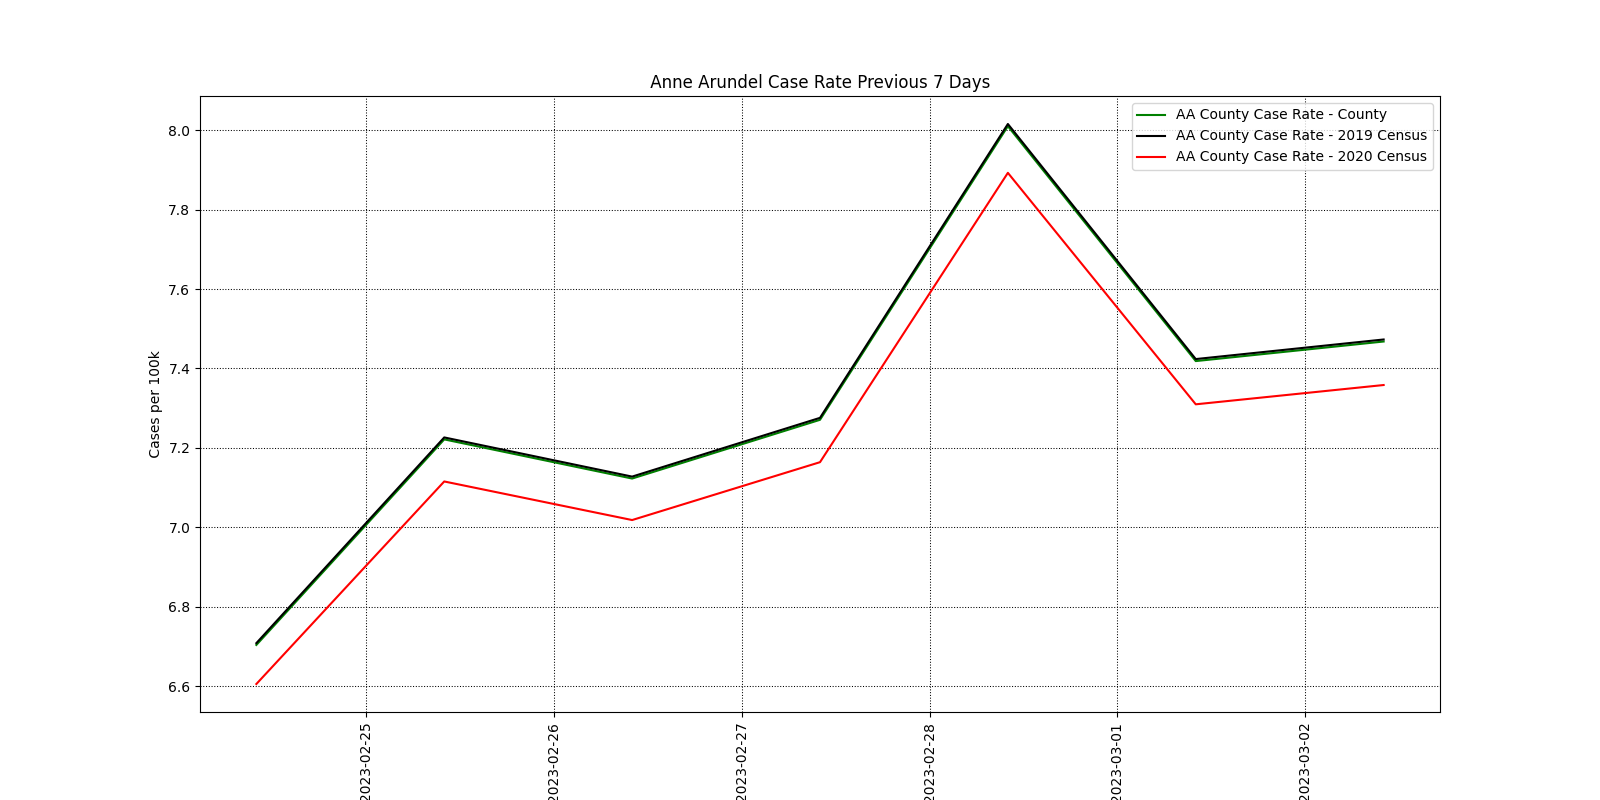 Anne Arundel Case Rate Previous 7 Days
AA County Case Rate - County
AA County Case Rate - 2019 Census
AA County Case Rate - 2020 Census
Cases per 100k
8.0
7.8
7.6
7.4
7.2
7.0
6.8
6.6
2023-02-25
2023-02-26
2023-02-27
2023-02-28
2023-03-01
2023-03-02